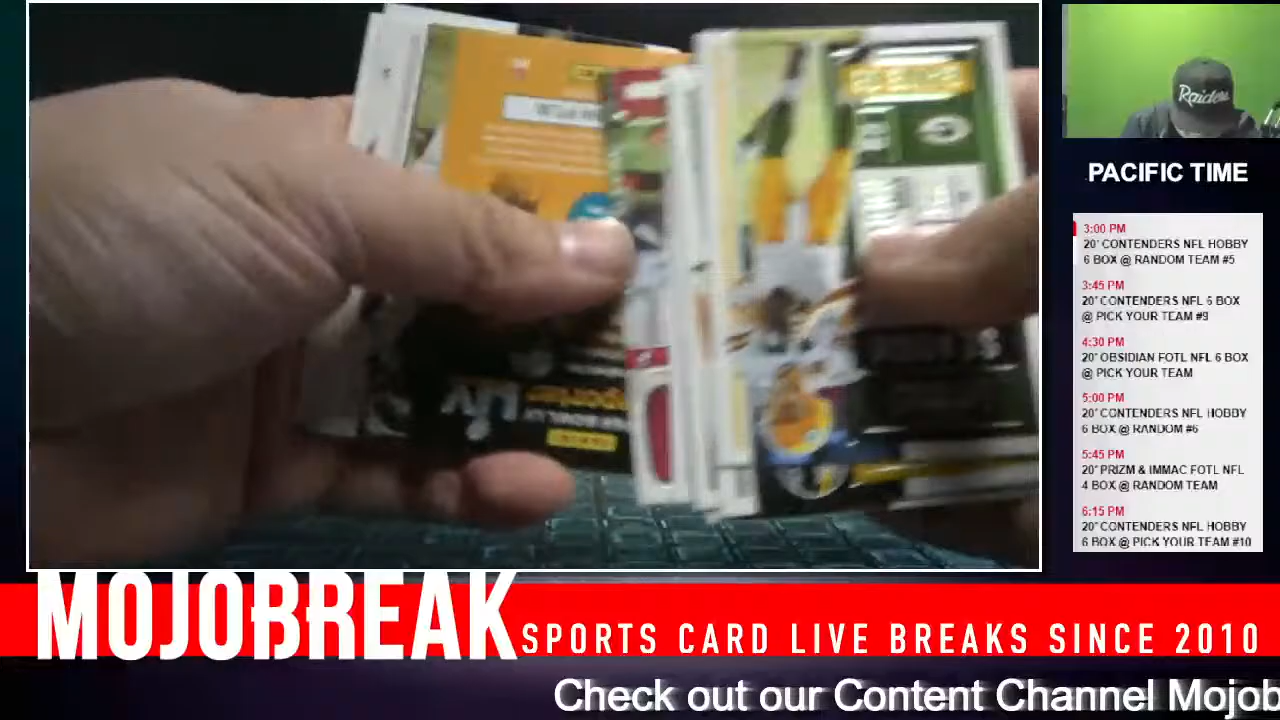 Raiders
PACIFIC TIME
3:00 PM
20' CONTENDERS NFL HOBBY
6 BOX @ RANDOM TEAM #5
3:45 PM
20' CONTENDERS NFL 6 BOX
@ PICK YOUR TEAM #9
4:30 PM
20' OBSIDIAN FOTL NFL 6 BOX
@ PICK YOUR TEAM
5:00 PM
20' CONTENDERS NFL HOBBY
6 BOX @ RANDOM #6
5:45 PM
20' PRIZM & IMMAC FOTL NFL
4 BOX @ RANDOM TEAM
6:15 PM
20' CONTENDERS NFL HOBBY
6 BOX @ PICK YOUR TEAM #10
MOJOBREAK
SPORTS CARD LIVE BREAKS SINCE 2010
Check out our Content Channel Mojob